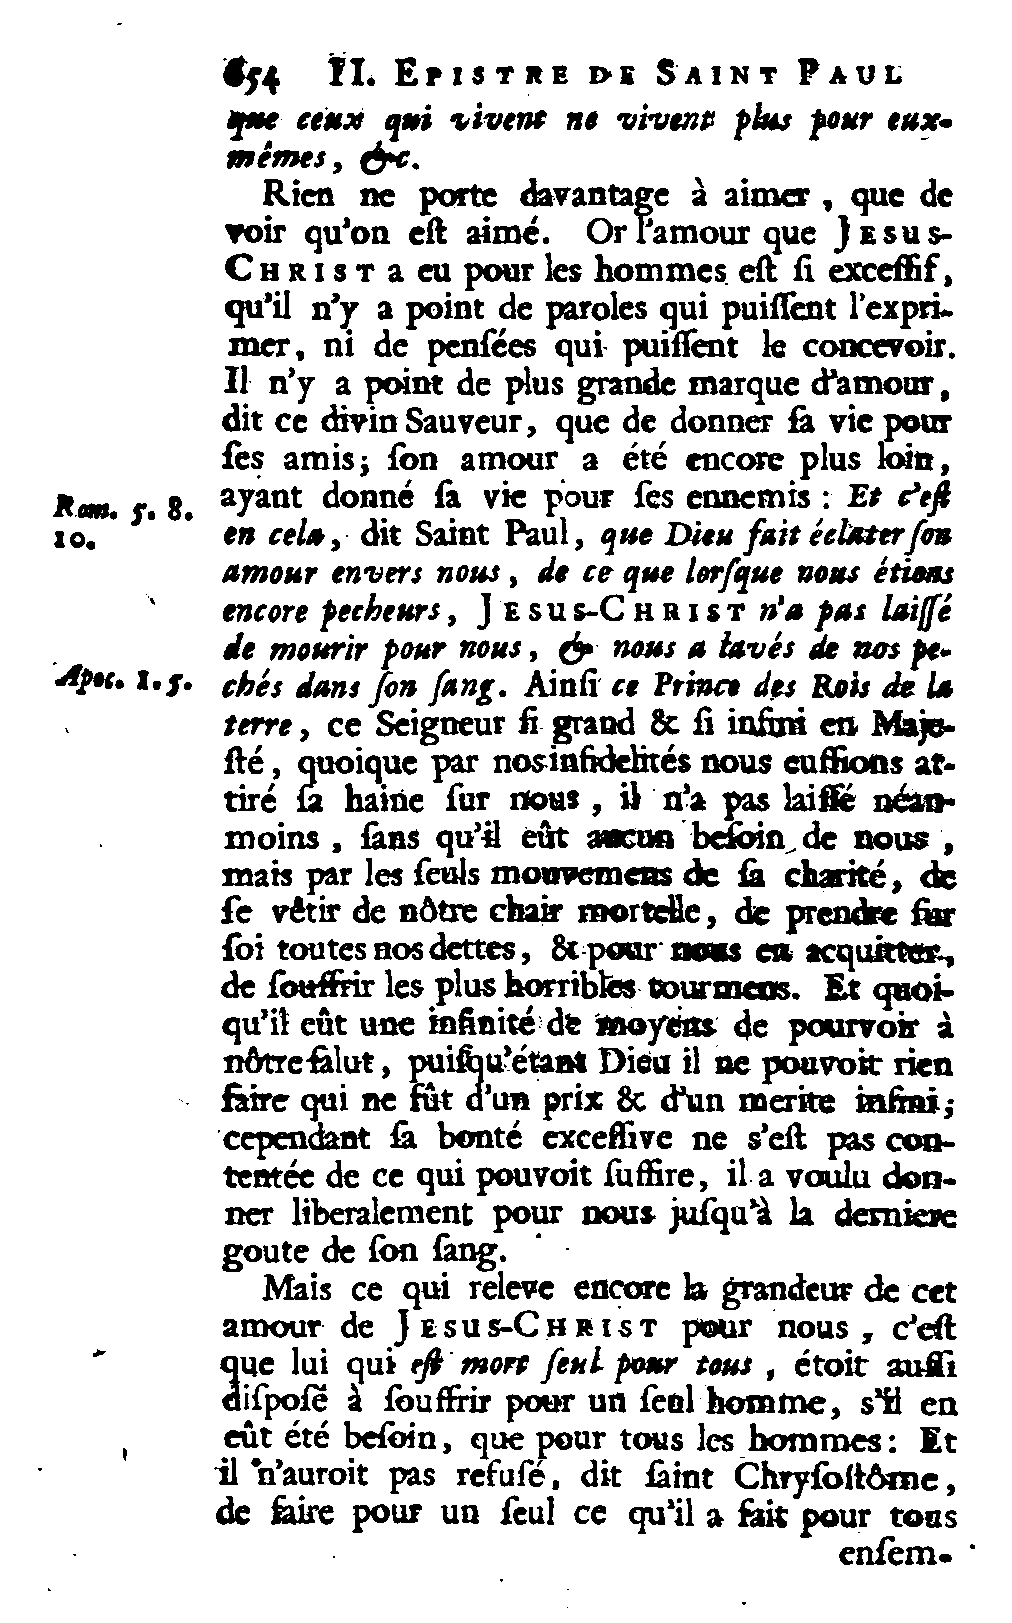 654 II. EPISTRE DE SAINT PAUL
que ceux qui vivent ne vivent plus pour eux-
mêmes, &c.
Rien ne porte davantage à aimer, que de
voir qu'on eſt aimé. Or l'amour que JESUS-
CHRIST a eu pour les hommes eſt ſi exceſſif,
qu'il n'y a point de paroles qui puiſſent l'expri-
mer, ni de penſées qui puiſſent le concevoir.
Il n'y a point de plus grande marque d'amour,
dit ce divin Sauveur, que de donner ſa vie pour
ſes amis; ſon amour a été encore plus loin,
ayant donné ſa vie pour ſes ennemis : Et c'eſt
Rom. 5. 8.
10.
en cela, dit Saint Paul, que Dieu fait éclater ſon
amour envers nous, de ce que lorſque nous étions
encore pecheurs, JESUS-CHRIST n'a pas laiſſé
de mourir pour nous, & nous a lavés de nos pe-
Apoc. 1. 5.
chés dans ſon ſang. Ainſi ce Prince des Rois de la
terre, ce Seigneur ſi grand & ſi infini en Maje-
ſté, quoique par nos infidelités nous euſſions at-
tiré ſa haine ſur nous, il n'a pas laiſſé néan-
moins, ſans qu'il eût aucun beſoin de nous,
mais par les ſeuls mouvemens de ſa charité, de
ſe vêtir de nôtre chair mortelle, de prendre ſur
ſoi toutes nos dettes, & pour nous en acquitter,
de ſouffrir les plus horribles tourmens. Et quoi-
qu'il eût une infinité de moyens de pourvoir à
nôtre ſalut, puiſqu'étant Dieu il ne pouvoit rien
faire qui ne fût d'un prix & d'un merite infini;
cependant ſa bonté exceſſive ne s'eſt pas con-
tentée de ce qui pouvoit ſuffire, il a voulu don-
ner liberalement pour nous juſqu'à la derniere
goute de ſon ſang.
Mais ce qui releve encore la grandeur de cet
amour de JESUS-CHRIST pour nous, c'eſt
que lui qui eſt mort ſeul pour tous, étoit auſſi
diſpoſé à ſouffrir pour un ſeul homme, s'il en
eût été beſoin, que pour tous les hommes: Et
il n'auroit pas refuſé, dit ſaint Chryſoſtôme,
de faire pour un ſeul ce qu'il a fait pour tous
enſem-